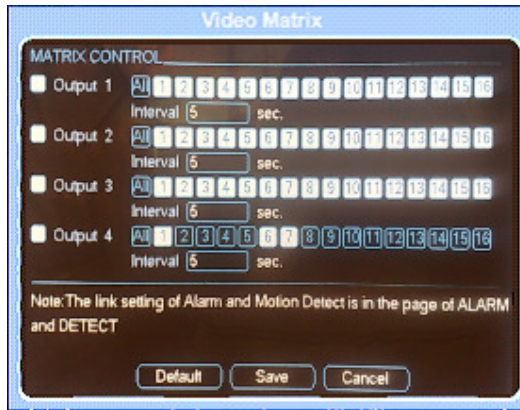 Video Matrix
MATRIX CONTROL
Output 1 All 1 2 3 4 5 6 7 8 9 10 11 12 13 14 15 16
Interval 5 sec.
Output 2 All 1 2 3 4 5 6 7 8 9 10 11 12 13 14 15 16
Interval 5 sec.
Output 3 All 1 2 3 4 5 6 7 8 9 10 11 12 13 14 15 16
Interval 5 sec.
Output 4 All 1 2 3 4 5 6 7 8 9 10 11 12 13 14 15 16
Interval 5 sec.
Note:The link setting of Alarm and Motion Detect is in the page of ALARM
and DETECT
Default Save Cancel